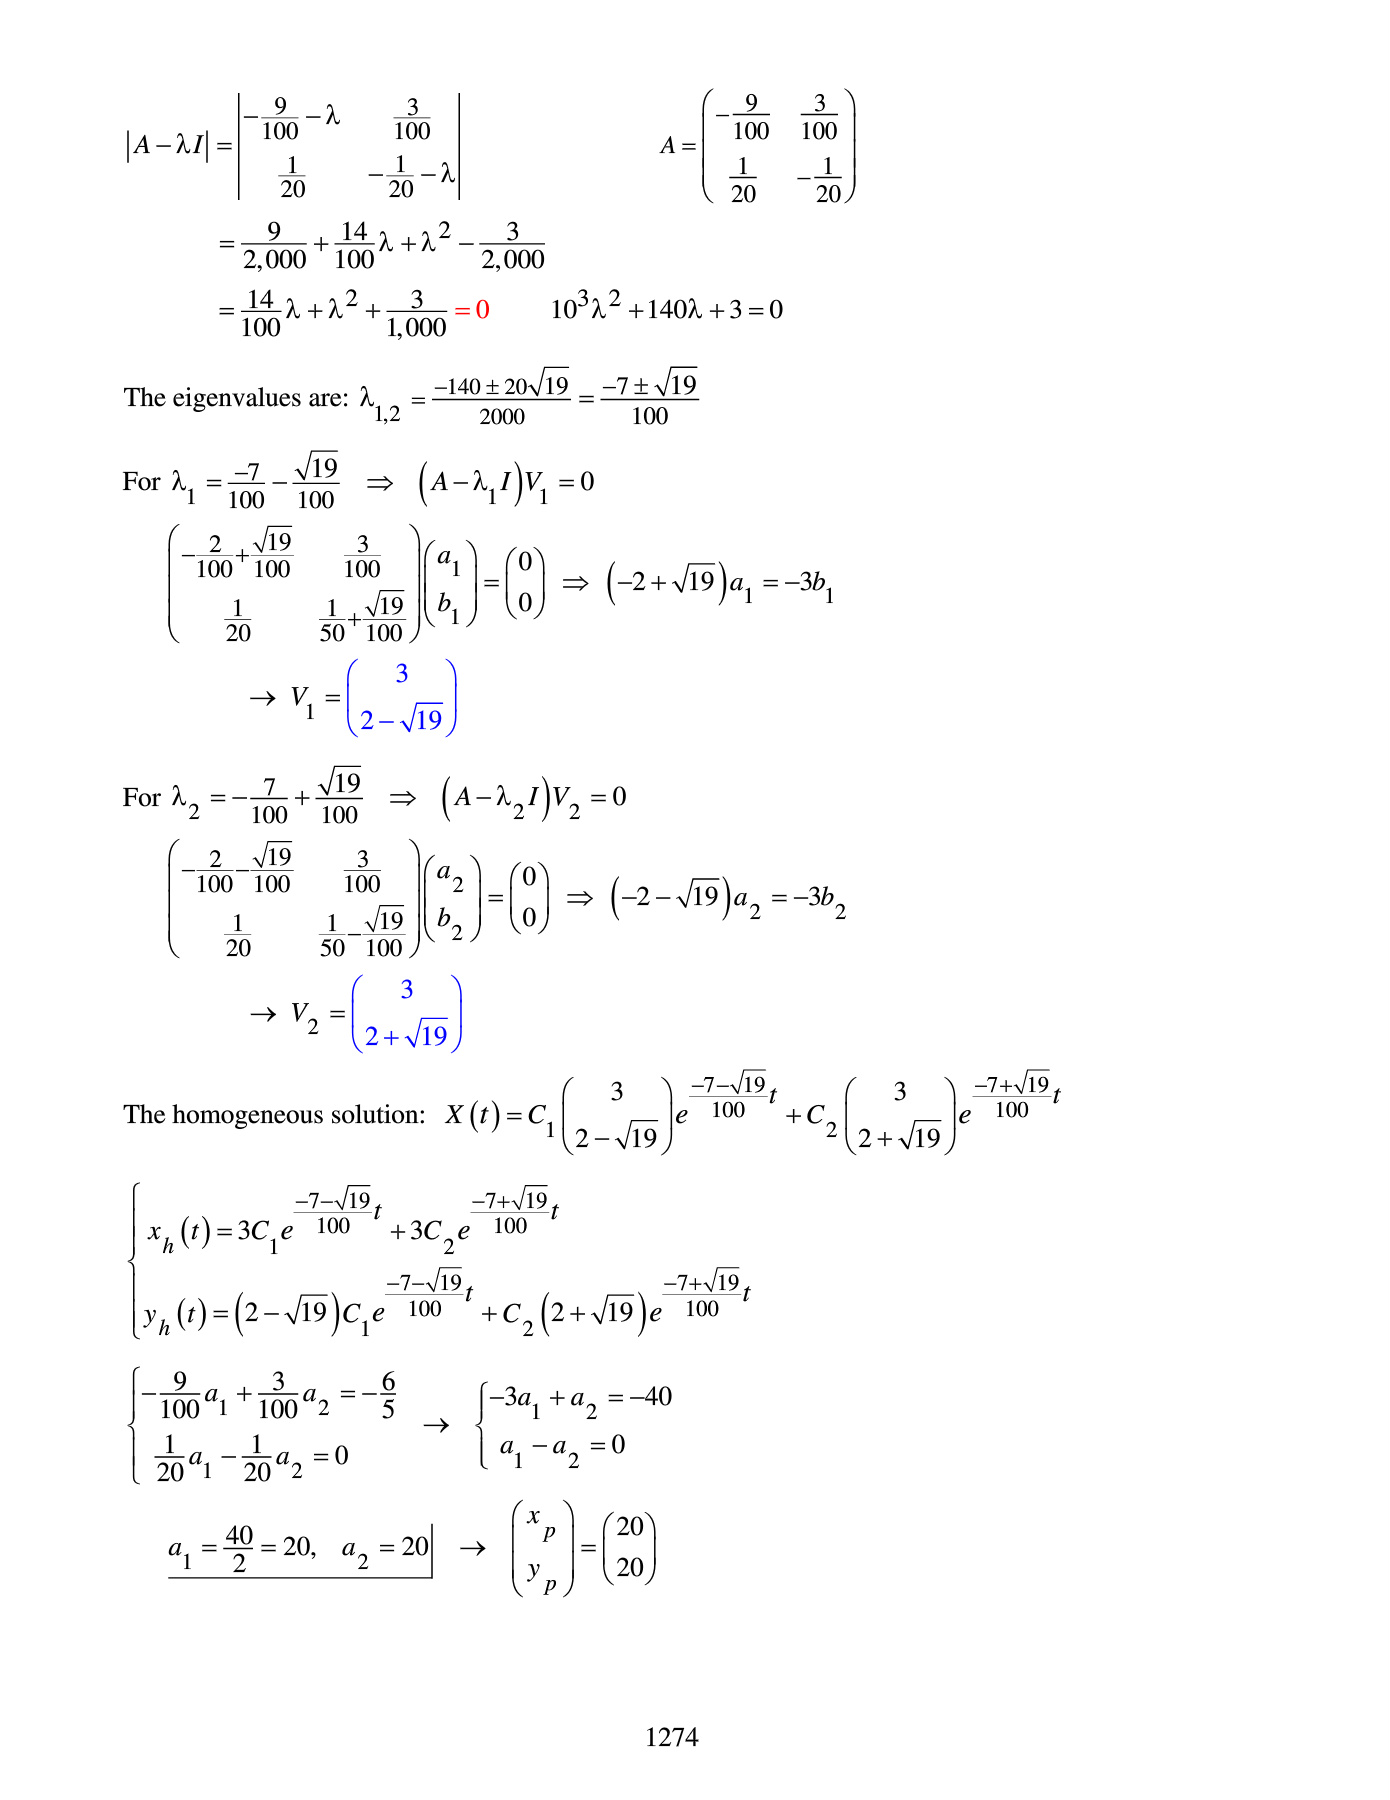 |A − λI| = | −9/100 − λ   3/100 ; 1/20   −1/20 − λ |   A = ( −9/100   3/100 ; 1/20   −1/20 )
= 9/2,000 + 14/100 λ + λ² − 3/2,000
= 14/100 λ + λ² + 3/1,000 = 0   10³λ² + 140λ + 3 = 0
The eigenvalues are: λ₁,₂ = (−140 ± 20√19)/2000 = (−7 ± √19)/100
For λ₁ = −7/100 − √19/100 ⇒ (A − λ₁I)V₁ = 0
( −2/100 + √19/100   3/100 ; 1/20   1/50 + √19/100 ) ( a₁ ; b₁ ) = ( 0 ; 0 ) ⇒ (−2 + √19)a₁ = −3b₁
→ V₁ = ( 3 ; 2 − √19 )
For λ₂ = −7/100 + √19/100 ⇒ (A − λ₂I)V₂ = 0
( −2/100 − √19/100   3/100 ; 1/20   1/50 − √19/100 ) ( a₂ ; b₂ ) = ( 0 ; 0 ) ⇒ (−2 − √19)a₂ = −3b₂
→ V₂ = ( 3 ; 2 + √19 )
The homogeneous solution: X(t) = C₁ ( 3 ; 2 − √19 ) e^((−7−√19)/100 t) + C₂ ( 3 ; 2 + √19 ) e^((−7+√19)/100 t)
{ x_h(t) = 3C₁e^((−7−√19)/100 t) + 3C₂e^((−7+√19)/100 t)
y_h(t) = (2 − √19)C₁e^((−7−√19)/100 t) + C₂(2 + √19)e^((−7+√19)/100 t)
{ −9/100 a₁ + 3/100 a₂ = −6/5 ; 1/20 a₁ − 1/20 a₂ = 0 → { −3a₁ + a₂ = −40 ; a₁ − a₂ = 0
a₁ = 40/2 = 20, a₂ = 20| → ( x_p ; y_p ) = ( 20 ; 20 )
1274